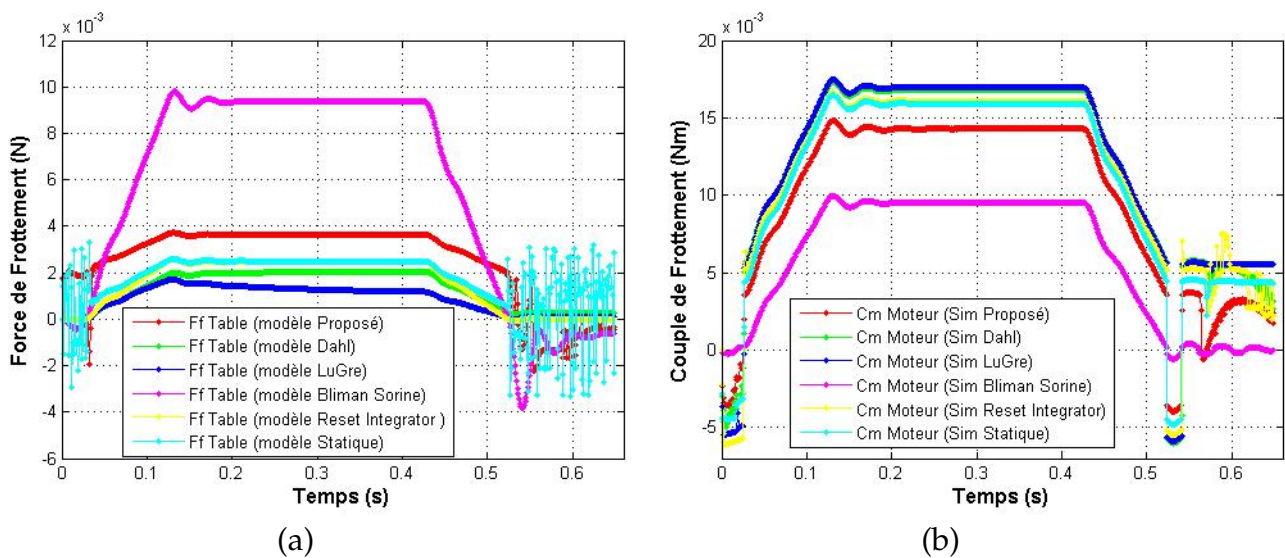 x 10⁻³
12
10
8
6
4
2
0
-2
-4
-6
Force de Frottement (N)
Ff Table (modèle Proposé)
Ff Table (modèle Dahl)
Ff Table (modèle LuGre)
Ff Table (modèle Bliman Sorine)
Ff Table (modèle Reset Integrator )
Ff Table (modèle Statique)
0 0.1 0.2 0.3 0.4 0.5 0.6
Temps (s)
(a)
x 10⁻³
20
15
10
5
0
-5
Couple de Frottement (Nm)
Cm Moteur (Sim Proposé)
Cm Moteur (Sim Dahl)
Cm Moteur (Sim LuGre)
Cm Moteur (Sim Bliman Sorine)
Cm Moteur (Sim Reset Integrator)
Cm Moteur (Sim Statique)
0 0.1 0.2 0.3 0.4 0.5 0.6
Temps (s)
(b)